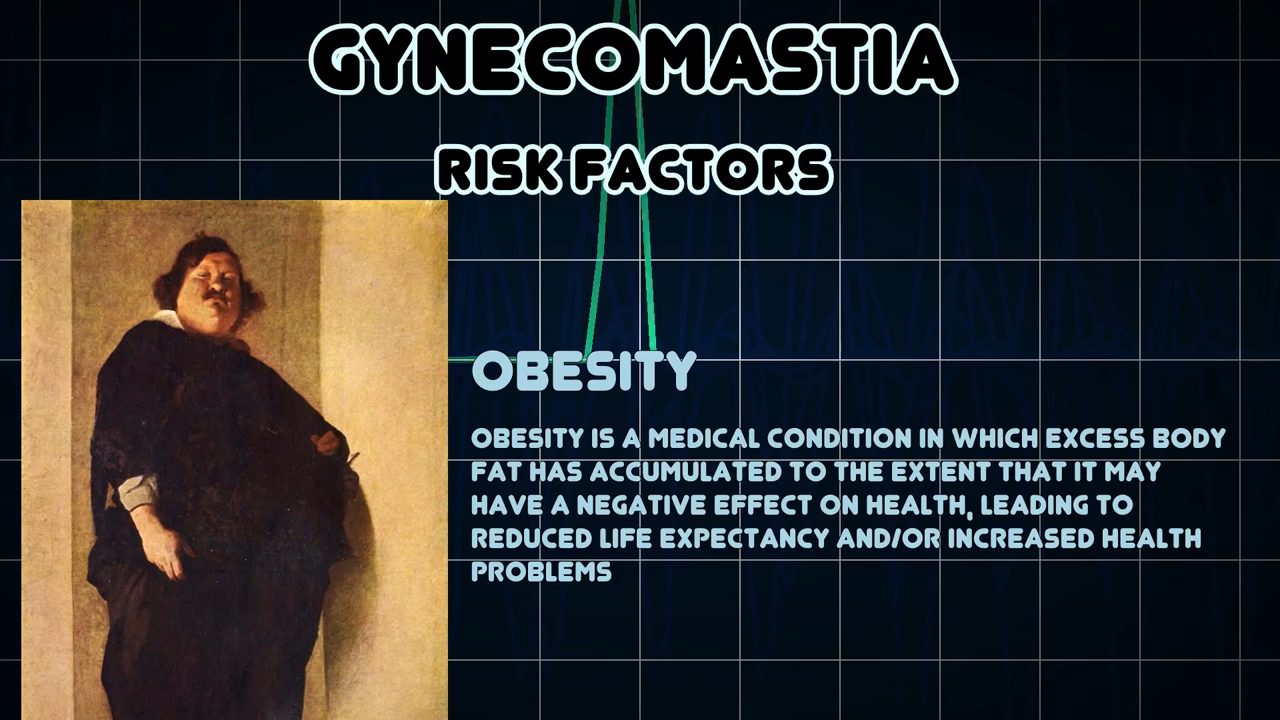 GYNECOMASTIA
RISK FACTORS
OBESITY
OBESITY IS A MEDICAL CONDITION IN WHICH EXCESS BODY
FAT HAS ACCUMULATED TO THE EXTENT THAT IT MAY
HAVE A NEGATIVE EFFECT ON HEALTH, LEADING TO
REDUCED LIFE EXPECTANCY AND/OR INCREASED HEALTH
PROBLEMS